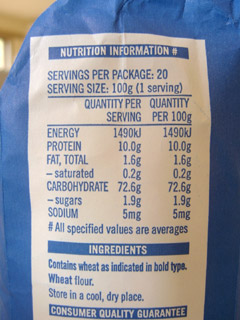 NUTRITION INFORMATION #
SERVINGS PER PACKAGE: 20
SERVING SIZE: 100g (1 serving)
QUANTITY PER SERVING QUANTITY PER 100g
ENERGY 1490kJ 1490kJ
PROTEIN 10.0g 10.0g
FAT, TOTAL 1.6g 1.6g
– saturated 0.2g 0.2g
CARBOHYDRATE 72.6g 72.6g
– sugars 1.9g 1.9g
SODIUM 5mg 5mg
# All specified values are averages
INGREDIENTS
Contains wheat as indicated in bold type.
Wheat flour.
Store in a cool, dry place.
CONSUMER QUALITY GUARANTEE